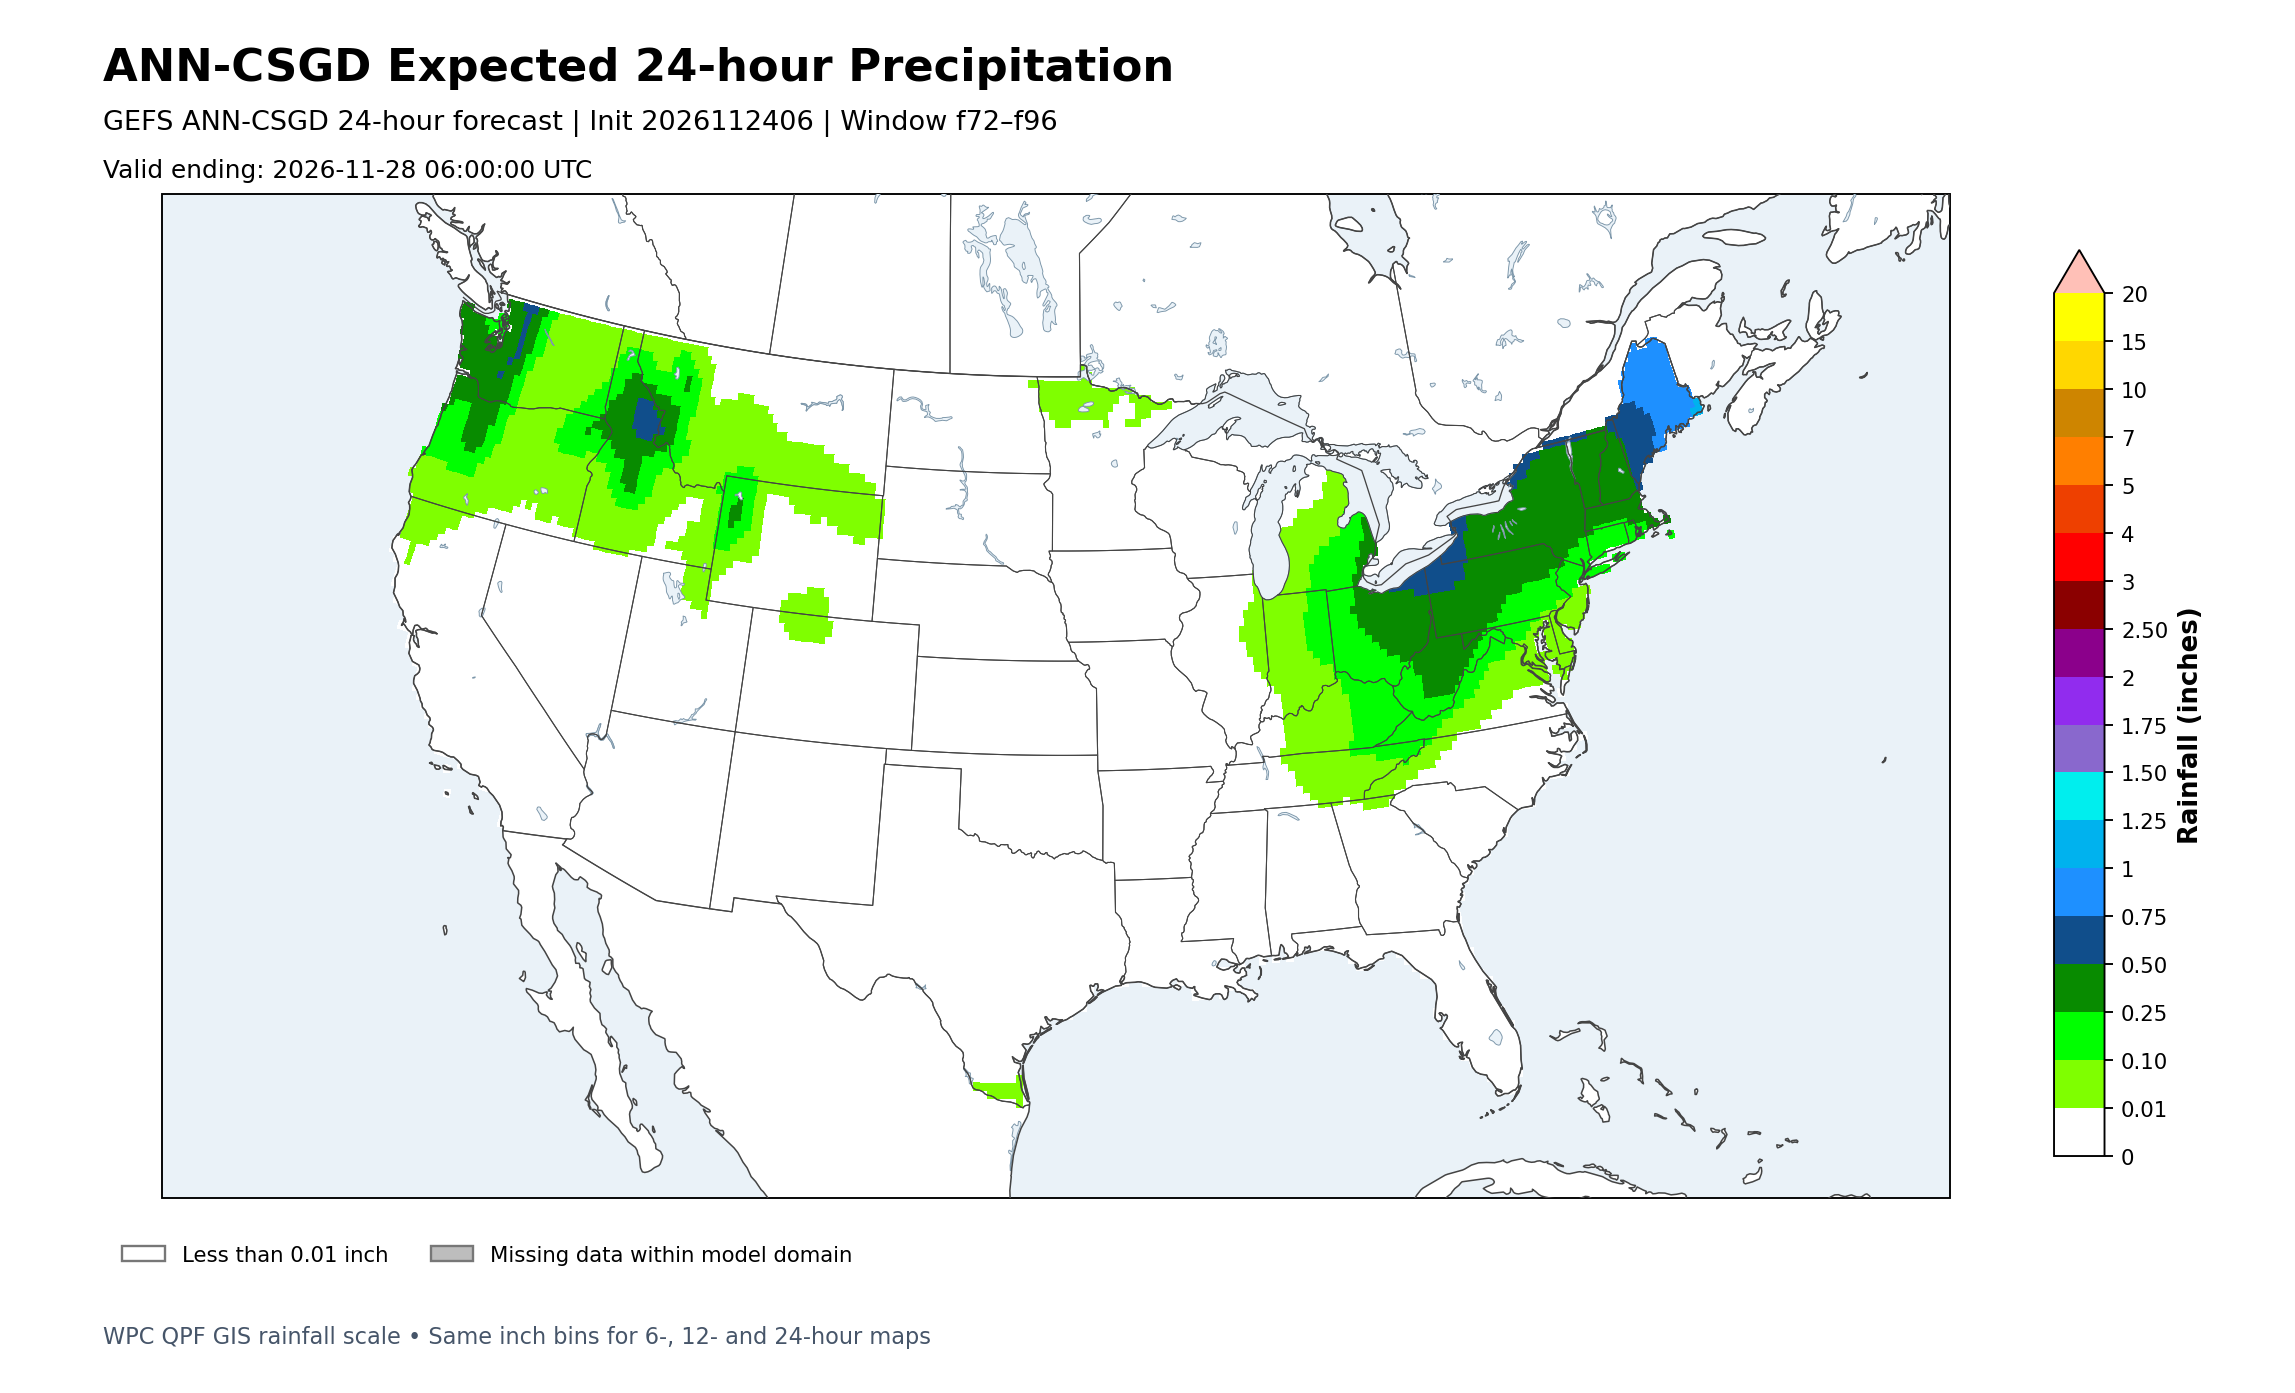 ANN-CSGD Expected 24-hour Precipitation
GEFS ANN-CSGD 24-hour forecast | Init 2026112406 | Window f72–f96
Valid ending: 2026-11-28 06:00:00 UTC
20
15
10
7
5
4
3
2.50
2
1.75
1.50
1.25
1
0.75
0.50
0.25
0.10
0.01
0
Rainfall (inches)
Less than 0.01 inch
Missing data within model domain
WPC QPF GIS rainfall scale • Same inch bins for 6-, 12- and 24-hour maps